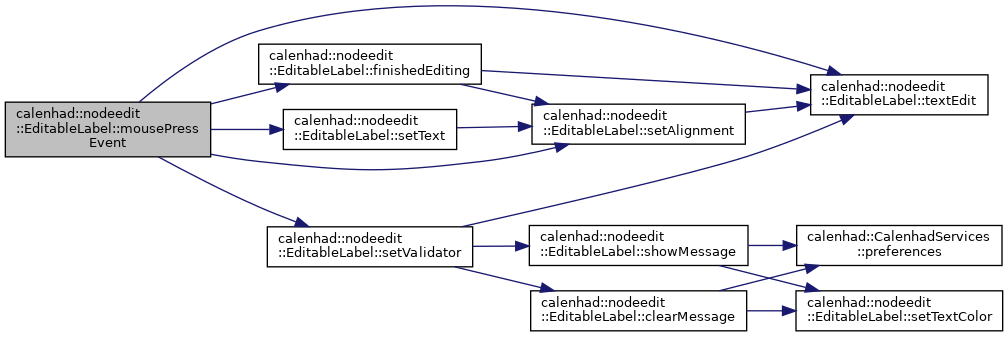 calenhad::nodeedit
::EditableLabel::mousePress
Event
calenhad::nodeedit
::EditableLabel::finishedEditing
calenhad::nodeedit
::EditableLabel::setText
calenhad::nodeedit
::EditableLabel::setValidator
calenhad::nodeedit
::EditableLabel::setAlignment
calenhad::nodeedit
::EditableLabel::showMessage
calenhad::nodeedit
::EditableLabel::clearMessage
calenhad::nodeedit
::EditableLabel::textEdit
calenhad::CalenhadServices
::preferences
calenhad::nodeedit
::EditableLabel::setTextColor